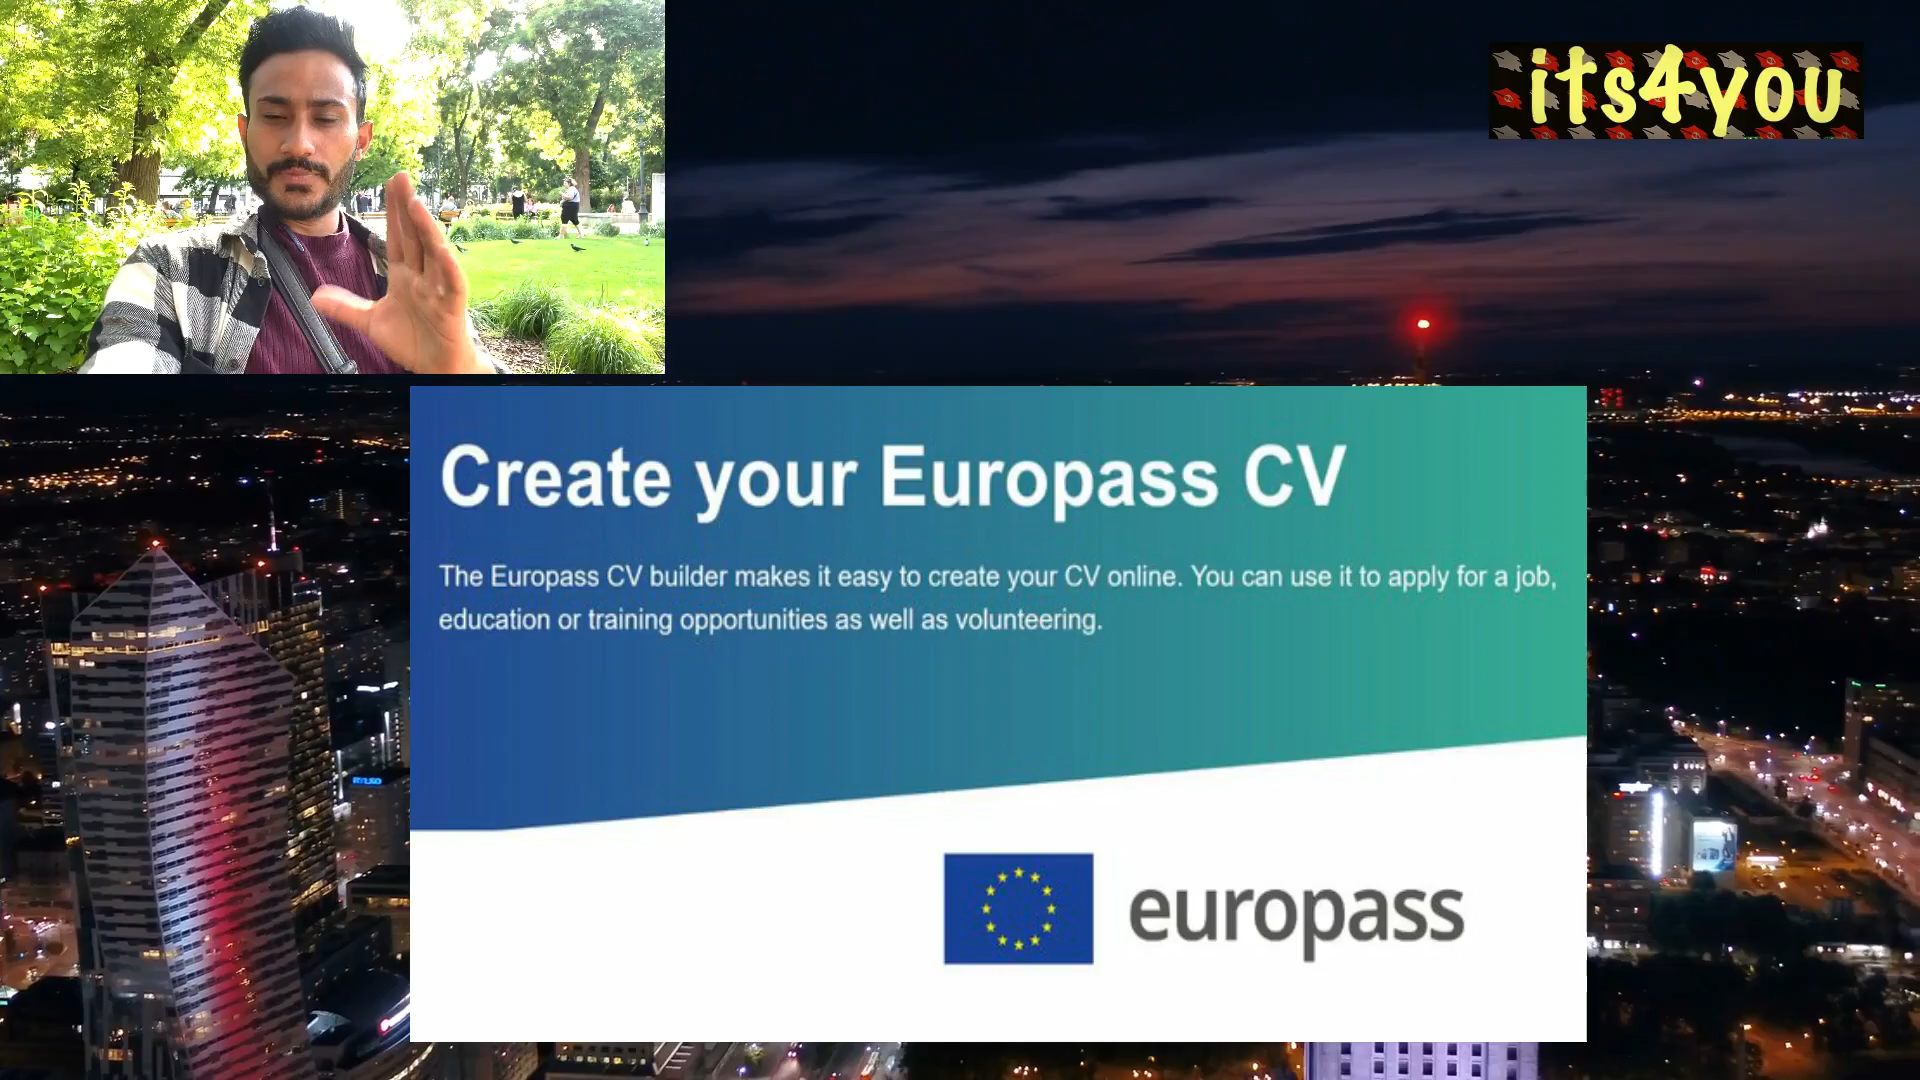 its4you
Create your Europass CV
The Europass CV builder makes it easy to create your CV online. You can use it to apply for a job,
education or training opportunities as well as volunteering.
europass